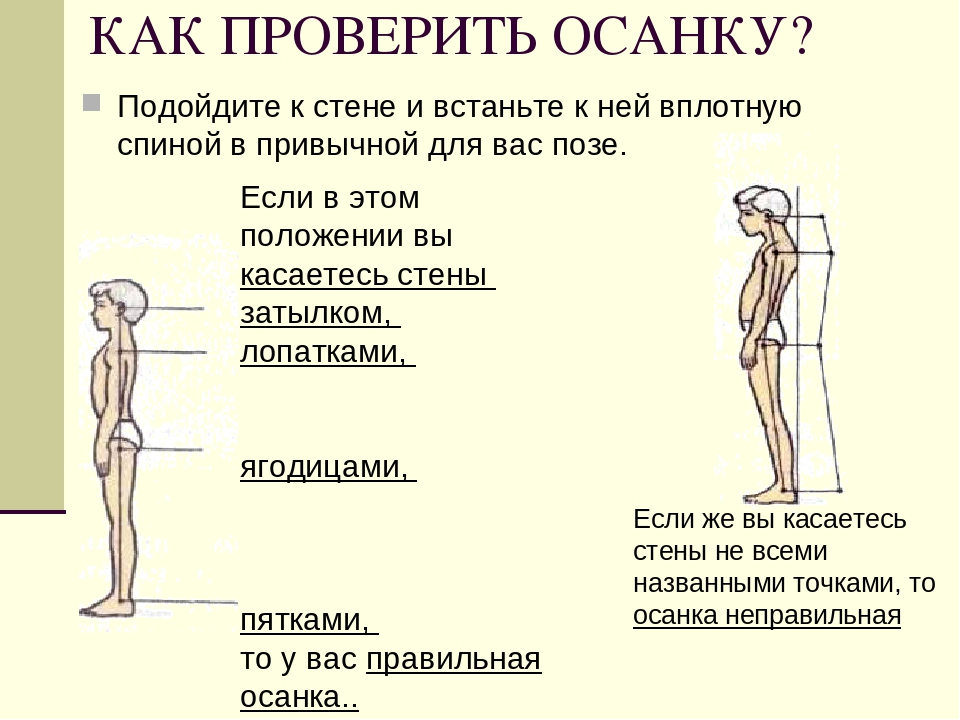 КАК ПРОВЕРИТЬ ОСАНКУ?
Подойдите к стене и встаньте к ней вплотную
спиной в привычной для вас позе.
Если в этом
положении вы
касаетесь стены
затылком,
лопатками,
ягодицами,
пятками,
то у вас правильная
осанка..
Если же вы касаетесь
стены не всеми
названными точками, то
осанка неправильная